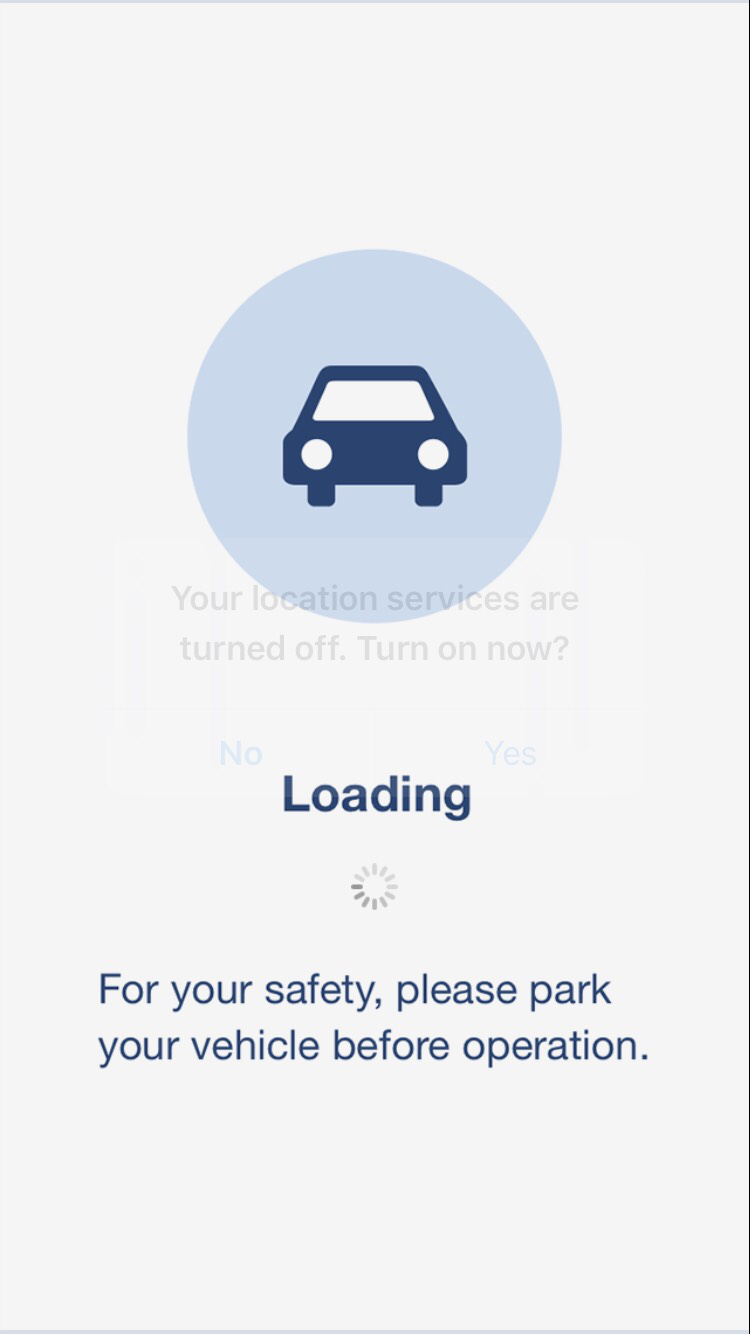 Your location services are
turned off. Turn on now?
No
Yes
Loading
For your safety, please park
your vehicle before operation.